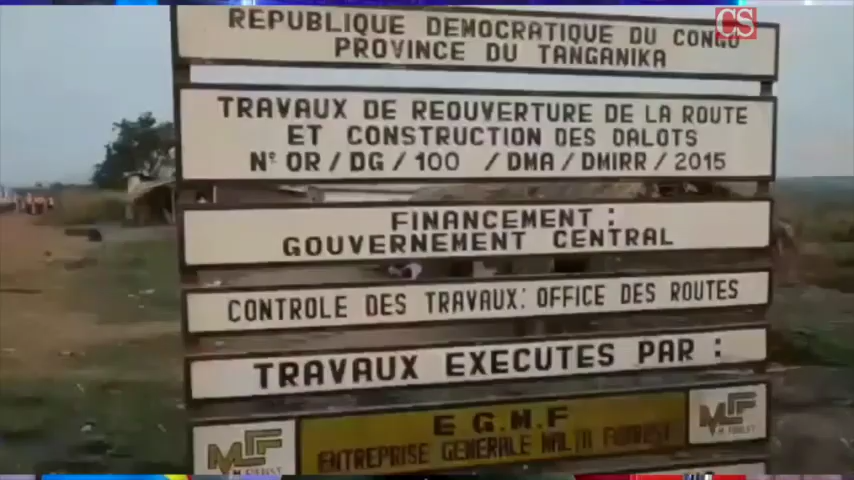 CS
REPUBLIQUE DEMOCRATIQUE DU CONGO
PROVINCE DU TANGANIKA
TRAVAUX DE REOUVERTURE DE LA ROUTE
ET CONSTRUCTION DES DALOTS
N° OR / DG / 100 / DMA / DMIRR / 2015
FINANCEMENT :
GOUVERNEMENT CENTRAL
CONTROLE DES TRAVAUX: OFFICE DES ROUTES
TRAVAUX EXECUTES PAR :
E G.M.F
ENTREPRISE GENERALE